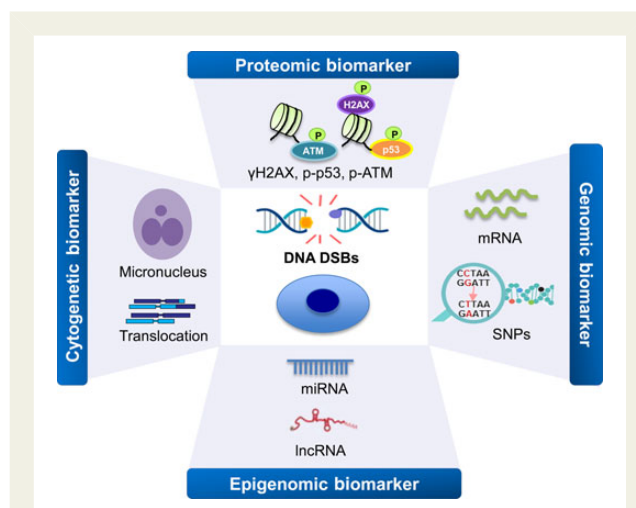 Proteomic biomarker
P
H2AX
P
P
ATM
p53
γH2AX, p-p53, p-ATM
Cytogenetic biomarker
Micronucleus
Translocation
DNA DSBs
mRNA
CCTAA
GGATT
CTTAA
GAATT
SNPs
Genomic biomarker
miRNA
lncRNA
Epigenomic biomarker